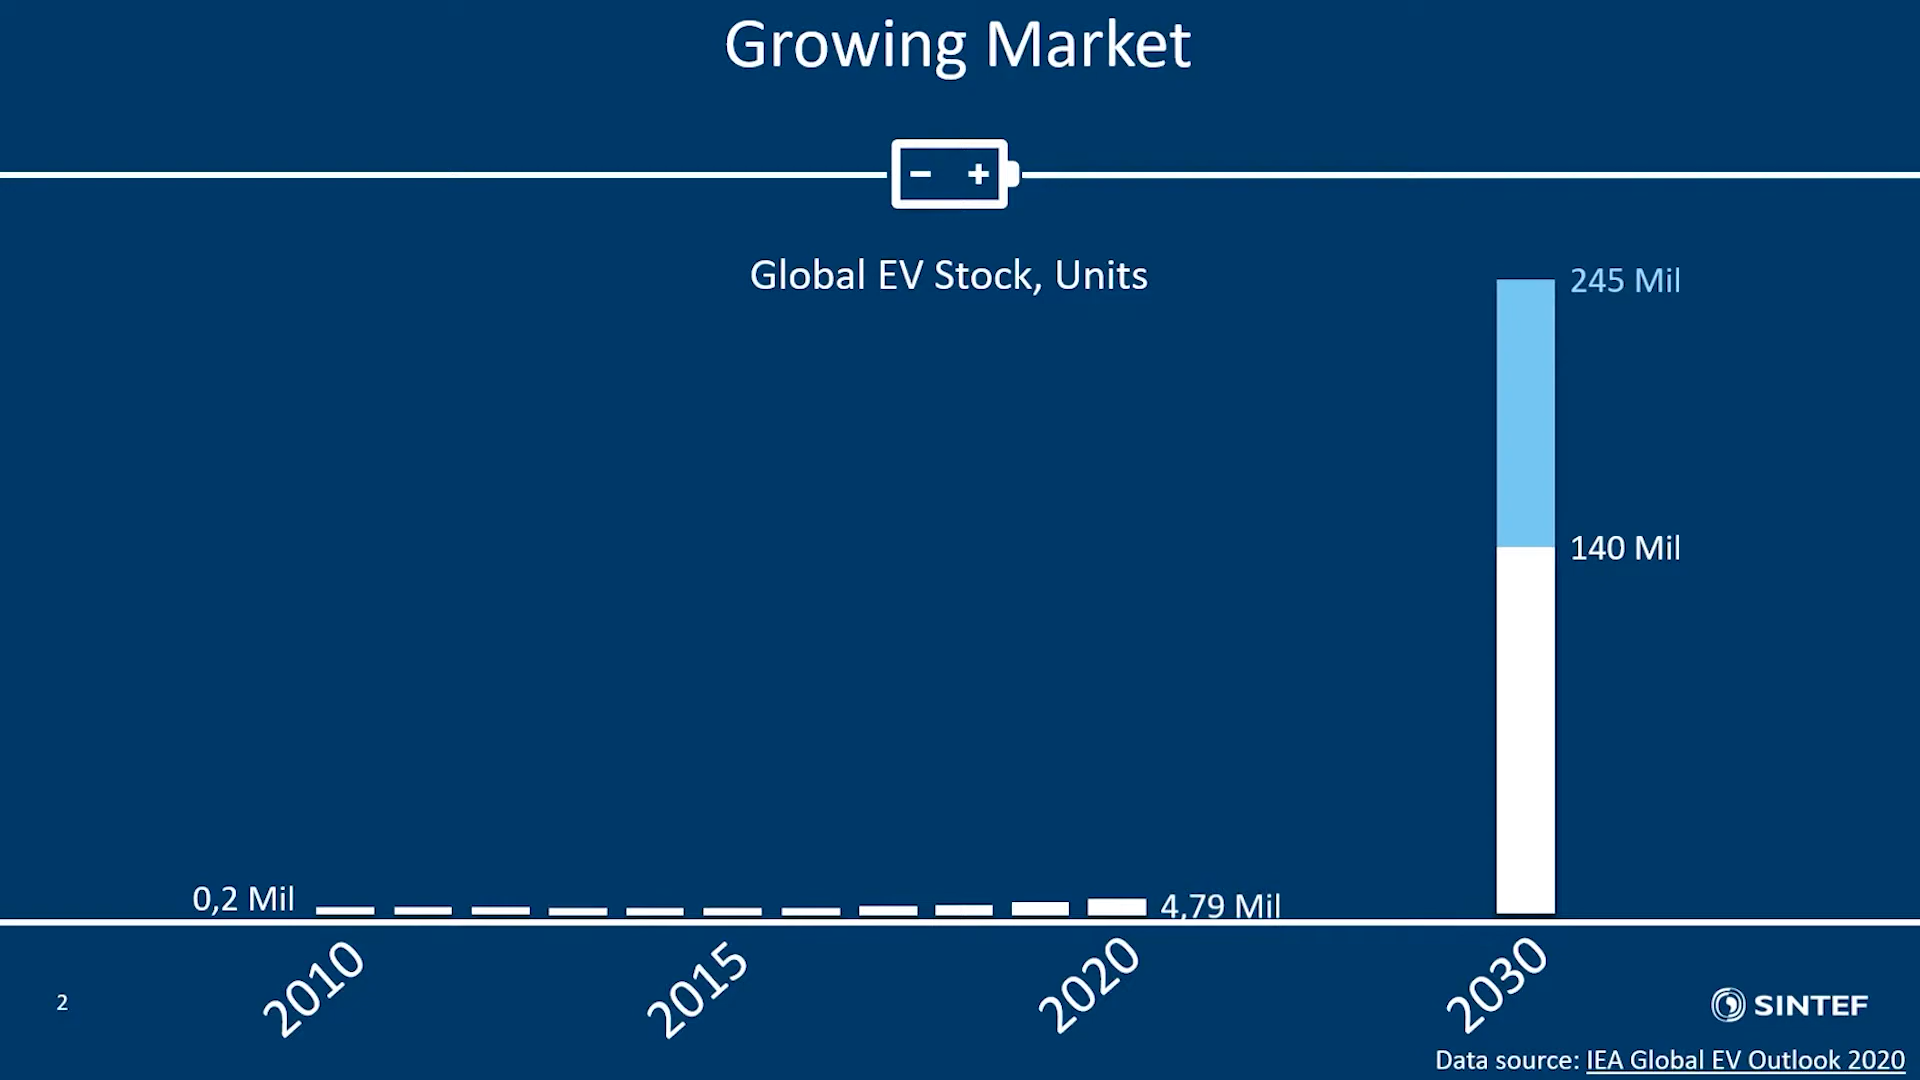 Growing Market
− +
Global EV Stock, Units
245 Mil
140 Mil
0,2 Mil
4,79 Mil
2010
2015
2020
2030
2
SINTEF
Data source: IEA Global EV Outlook 2020